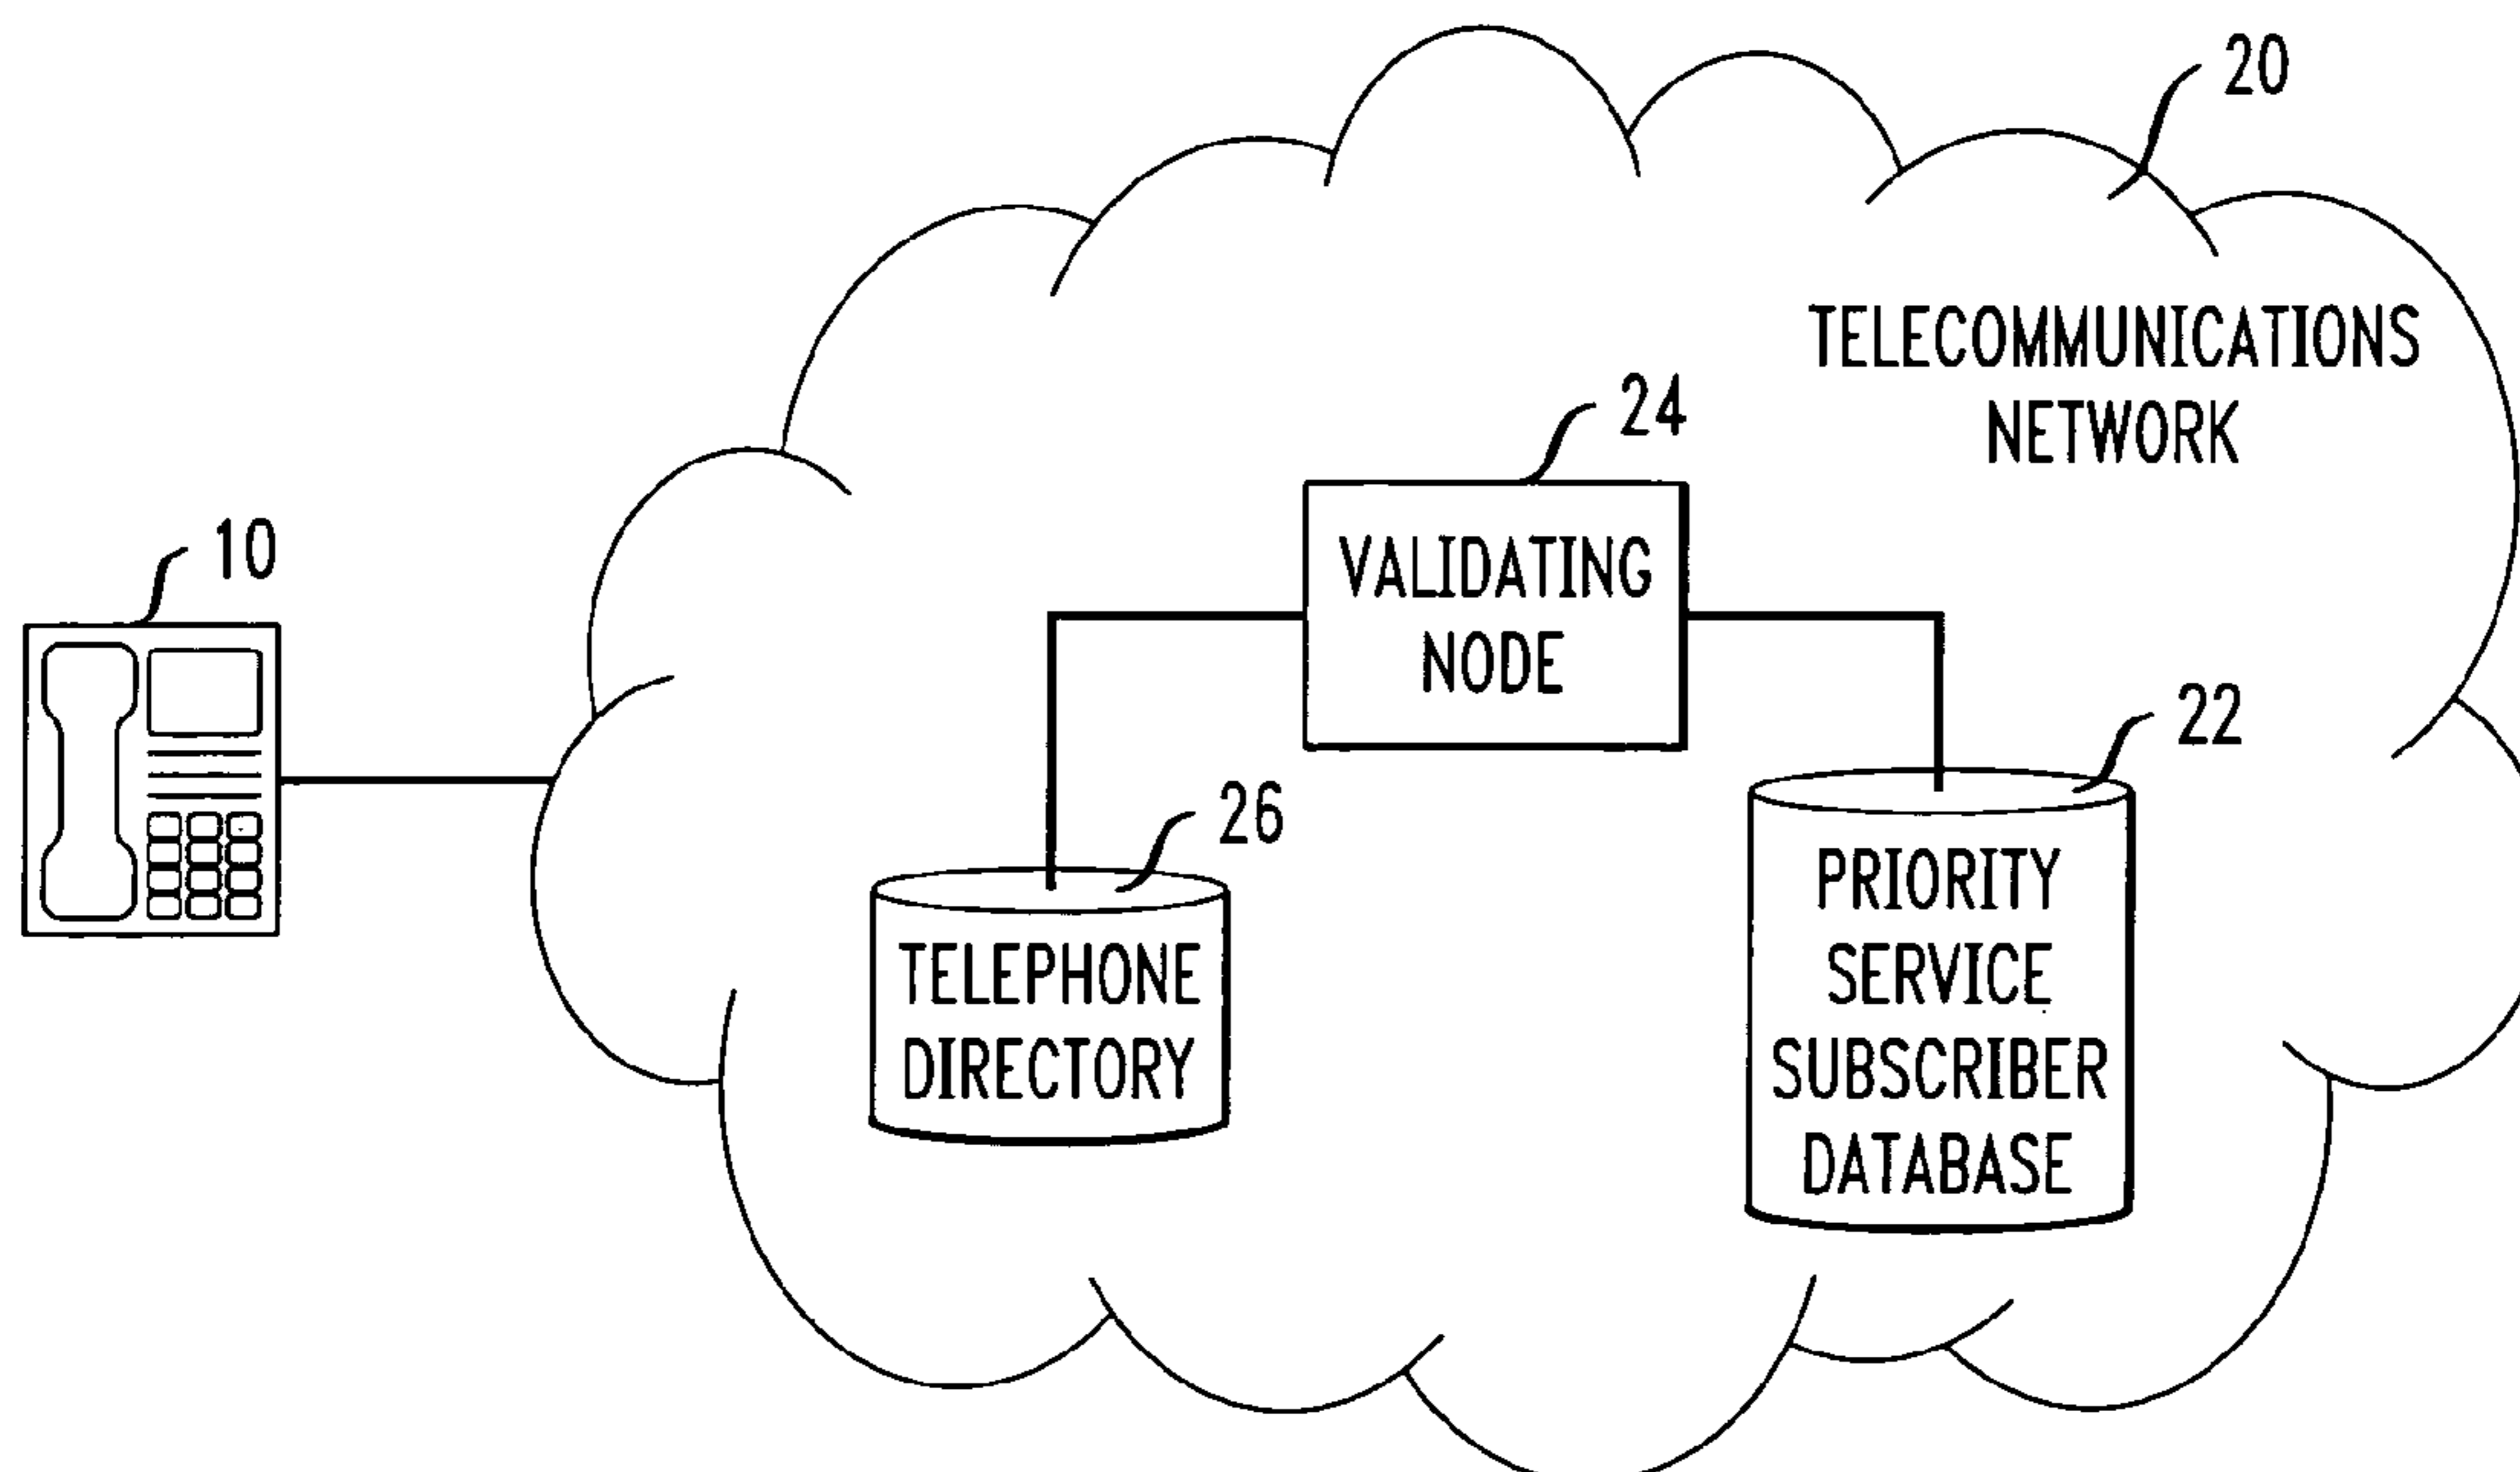 20
TELECOMMUNICATIONS
NETWORK
24
VALIDATING
NODE
10
22
26
PRIORITY
SERVICE
SUBSCRIBER
DATABASE
TELEPHONE
DIRECTORY